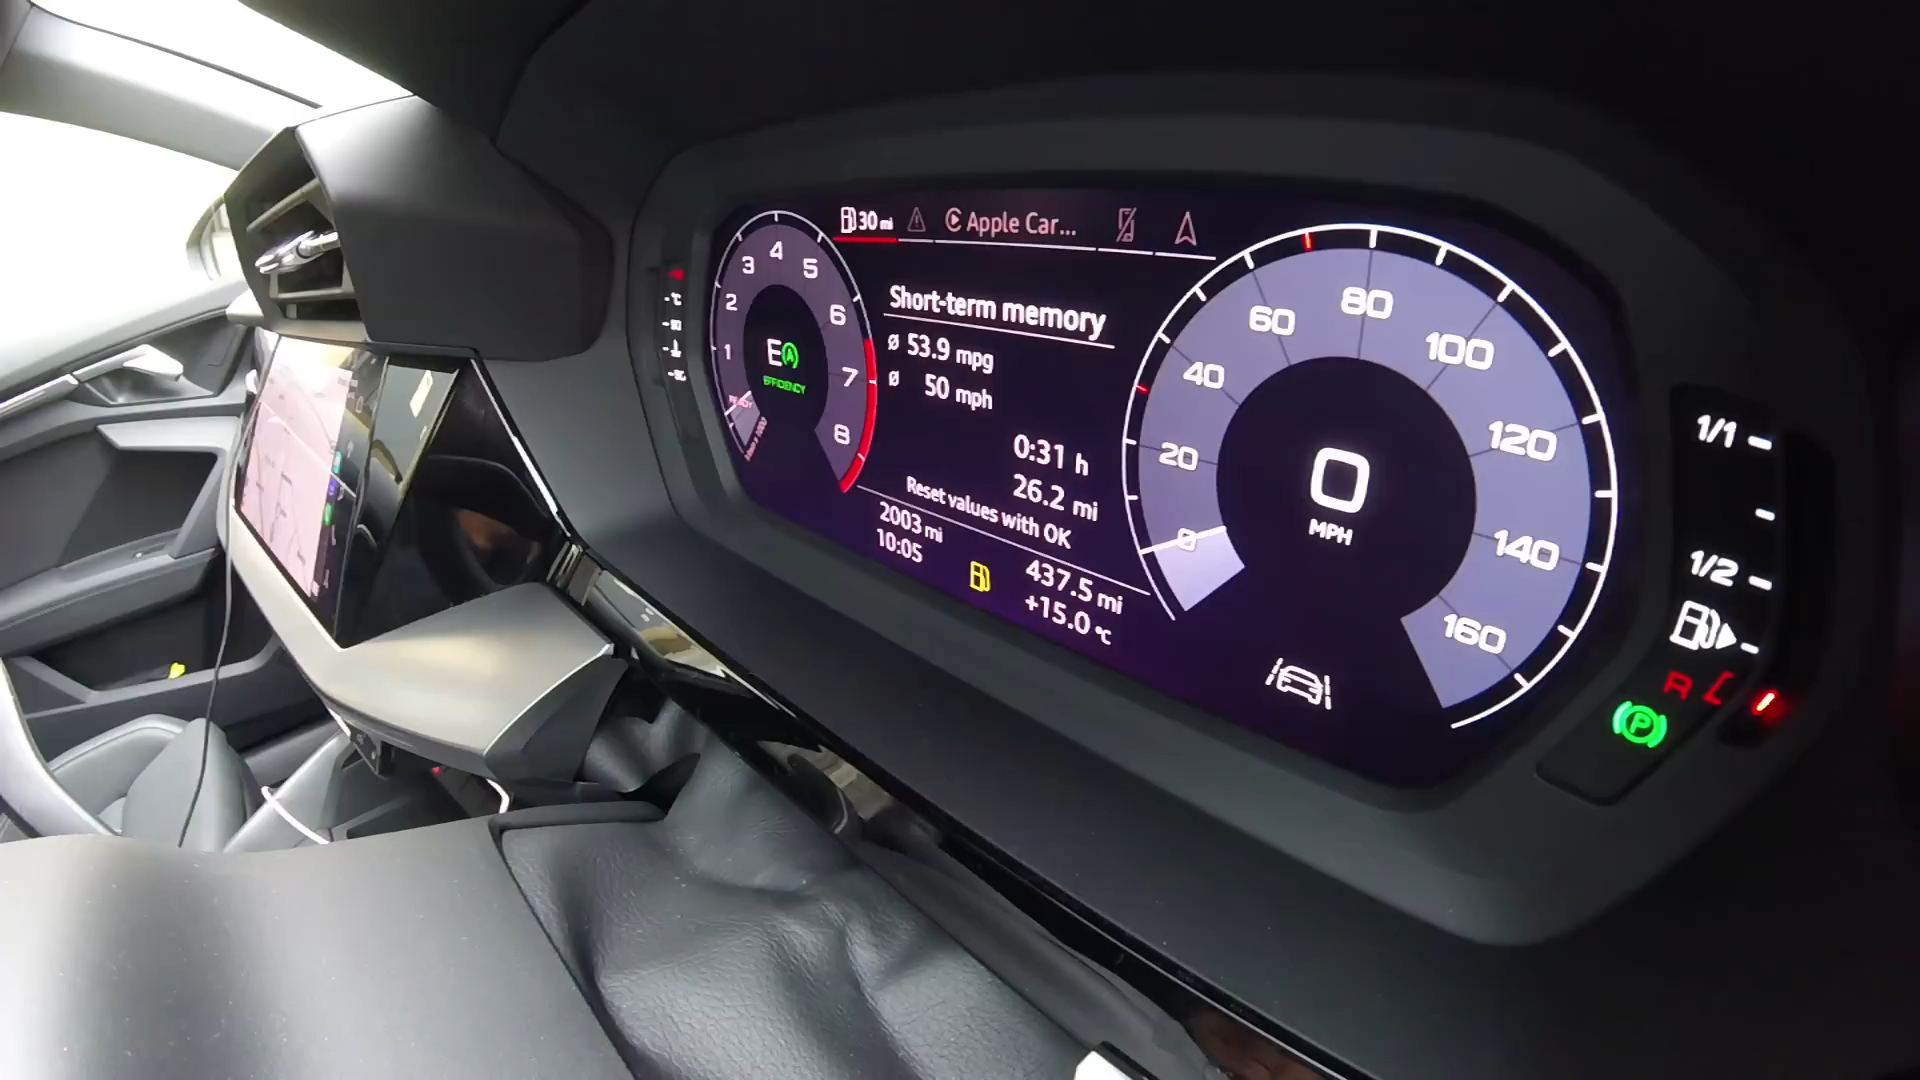 30 mi
Apple Car...
Short-term memory
ø 53.9 mpg
ø 50 mph
0:31 h
26.2 mi
Reset values with OK
2003 mi
10:05
437.5 mi
+15.0 °C
1
2
3
4
5
6
7
8
E A
EFFICIENCY
READY
0
20
40
60
80
100
120
140
160
0
MPH
1/1
1/2
R
P